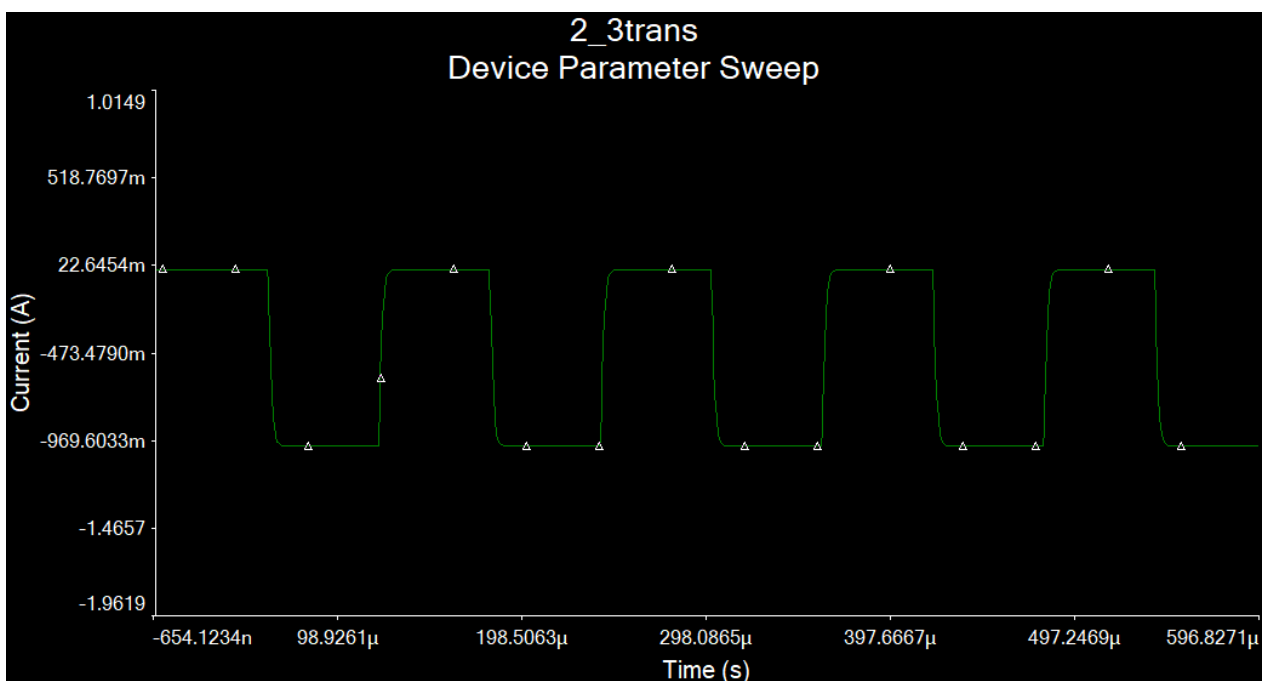 2_3trans
Device Parameter Sweep
1.0149
518.7697m
22.6454m
-473.4790m
-969.6033m
-1.4657
-1.9619
Current (A)
-654.1234n 98.9261µ 198.5063µ 298.0865µ 397.6667µ 497.2469µ 596.8271µ
Time (s)